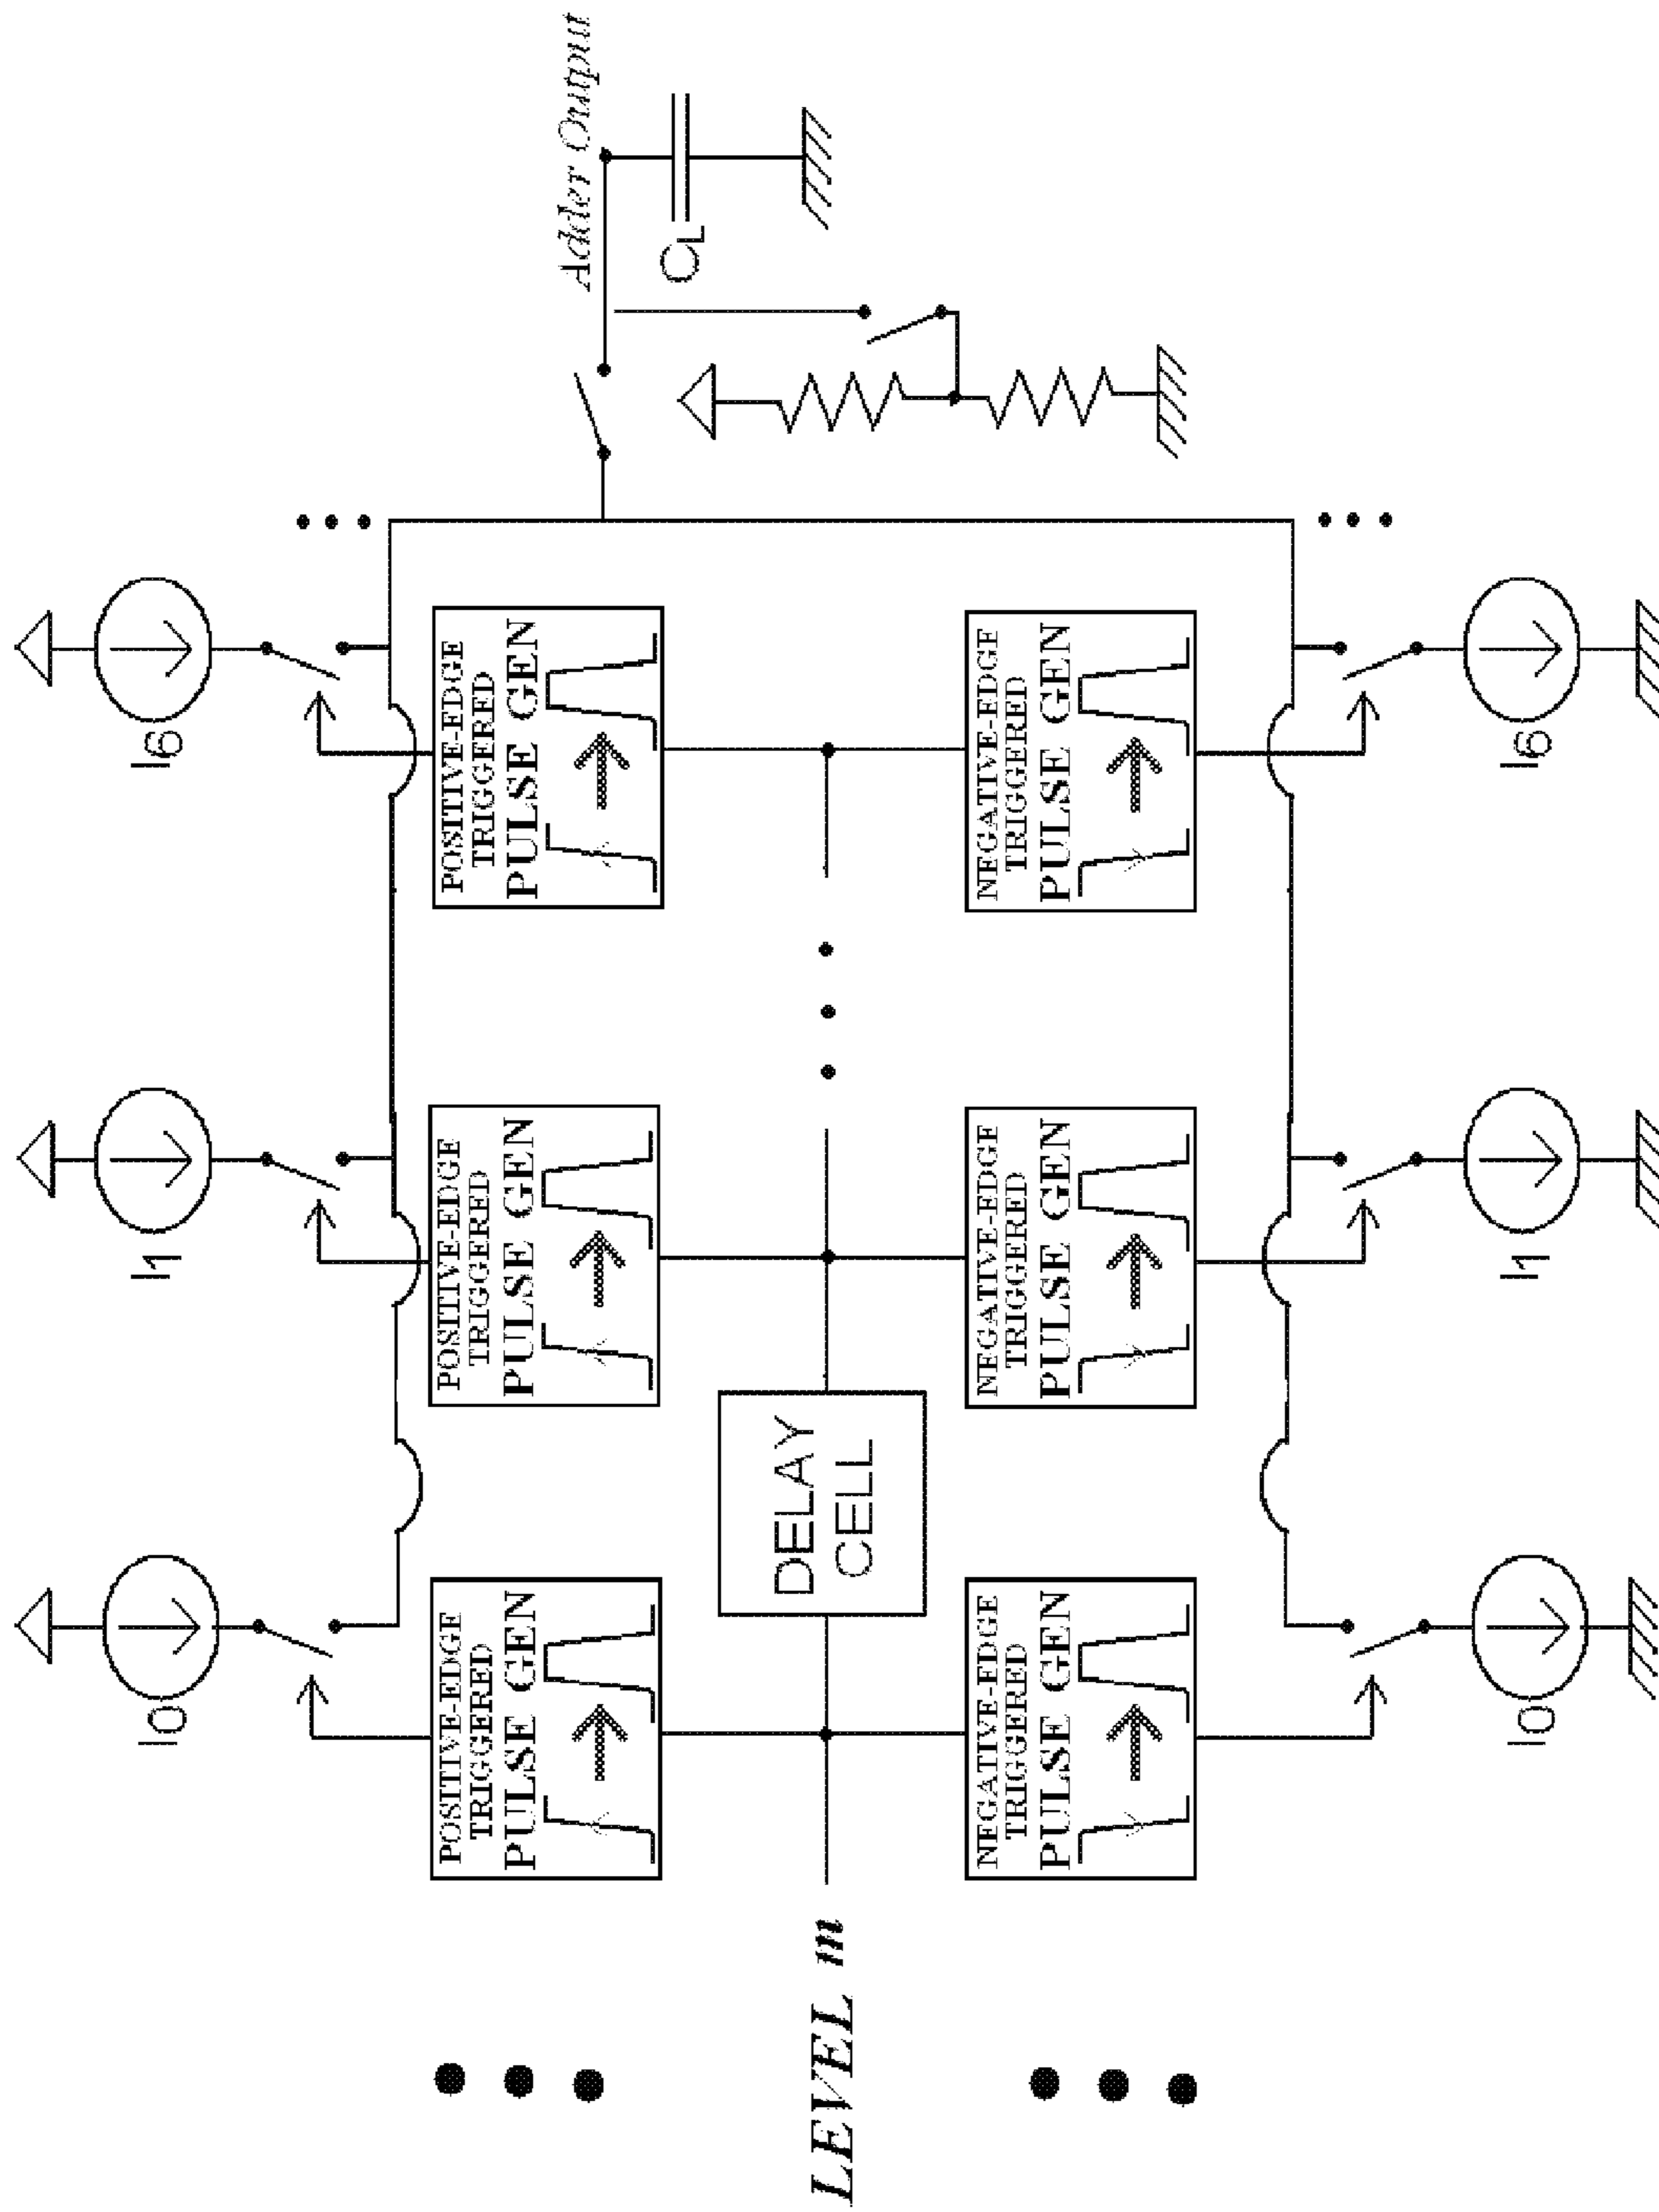 I0
I1
I6
POSITIVE-EDGE
TRIGGERED
PULSE GEN
POSITIVE-EDGE
TRIGGERED
PULSE GEN
POSITIVE-EDGE
TRIGGERED
PULSE GEN
Adder Output
CL
LEVEL m
DELAY
CELL
NEGATIVE-EDGE
TRIGGERED
PULSE GEN
NEGATIVE-EDGE
TRIGGERED
PULSE GEN
NEGATIVE-EDGE
TRIGGERED
PULSE GEN
I0
I1
I6